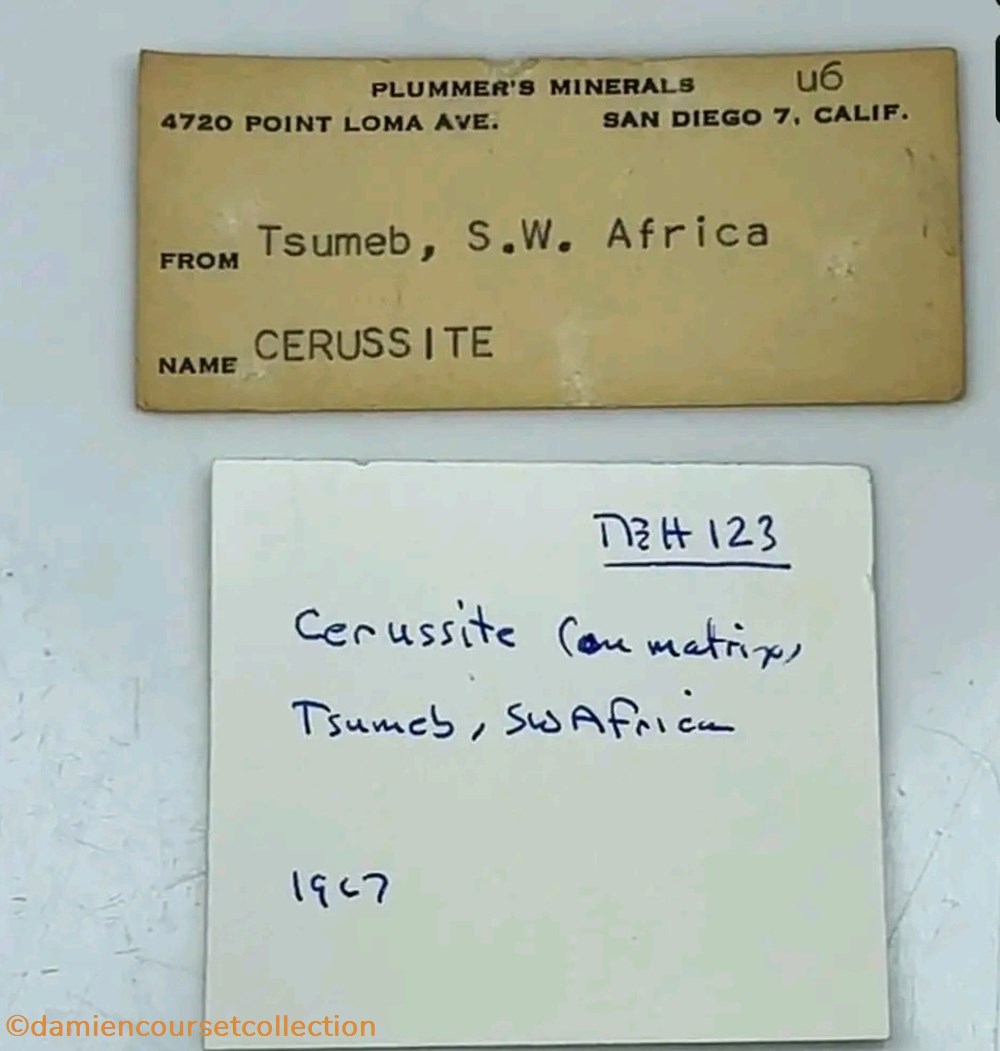 PLUMMER'S MINERALS u6
4720 POINT LOMA AVE. SAN DIEGO 7, CALIF.
FROM Tsumeb, S.W. Africa
NAME CERUSSITE
123
Cerussite (on matrix)
Tsumeb, SW Africa
1967
©damiencoursetcollection